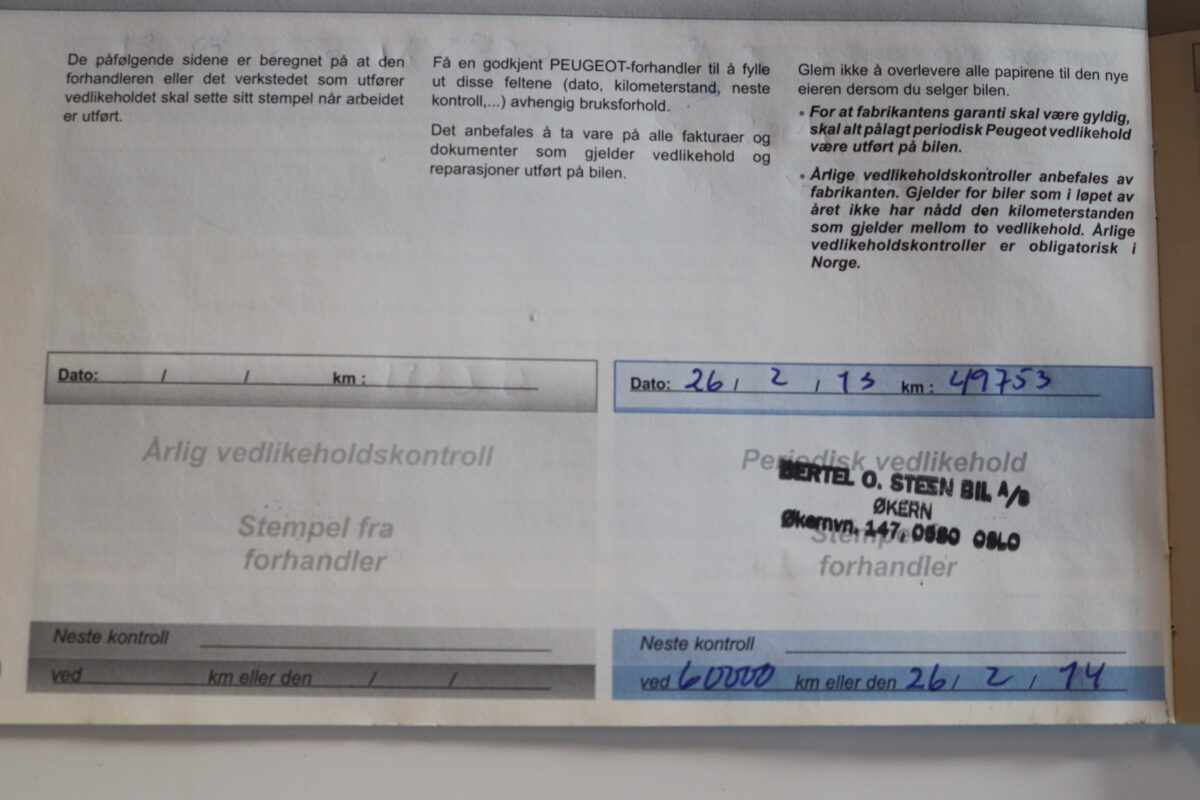 De påfølgende sidene er beregnet på at den
forhandleren eller det verkstedet som utfører
vedlikeholdet skal sette sitt stempel når arbeidet
er utført.
Få en godkjent PEUGEOT-forhandler til å fylle
ut disse feltene (dato, kilometerstand, neste
kontroll,...) avhengig bruksforhold.
Det anbefales å ta vare på alle fakturaer og
dokumenter som gjelder vedlikehold og
reparasjoner utført på bilen.
Glem ikke å overlevere alle papirene til den nye
eieren dersom du selger bilen.
• For at fabrikantens garanti skal være gyldig,
skal alt pålagt periodisk Peugeot vedlikehold
være utført på bilen.
• Årlige vedlikeholdskontroller anbefales av
fabrikanten. Gjelder for biler som i løpet av
året ikke har nådd den kilometerstanden
som gjelder mellom to vedlikehold. Årlige
vedlikeholdskontroller er obligatorisk i
Norge.
Dato: / / km :
Årlig vedlikeholdskontroll
Stempel fra
forhandler
Neste kontroll
ved km eller den / /
Dato: 26 / 2 / 13 km : 49753
Periodisk vedlikehold
BERTEL O. STEEN BIL A/S
ØKERN
Økernvn. 147, 0580 OSLO
Stempel
forhandler
Neste kontroll
ved 60000 km eller den 26 / 2 / 14